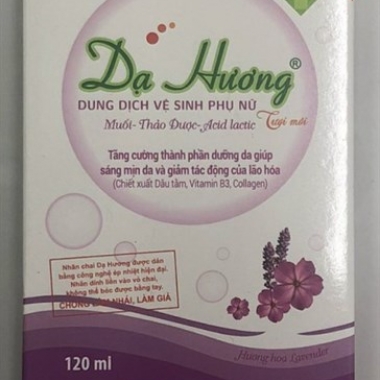 Dạ Hương®
DUNG DỊCH VỆ SINH PHỤ NỮ
Muối-Thảo Dược-Acid lactic Tươi mới
Tăng cường thành phần dưỡng da giúp
sáng mịn da và giảm tác động của lão hóa
(Chiết xuất Dâu tằm, Vitamin B3, Collagen)
Nhãn chai Dạ Hương được dán
bằng công nghệ ép nhiệt hiện đại.
Nhãn dính liền vào vỏ chai,
không thể bóc được bằng tay.
CHỐNG NHÁI, LÀM GIẢ
120 ml
Hương hoa Lavender